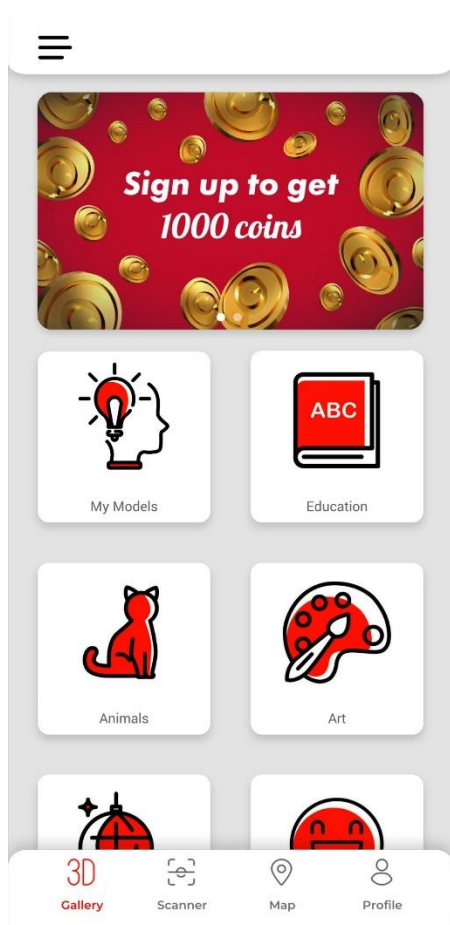 Sign up to get
1000 coins
My Models
ABC
Education
Animals
Art
3D
Gallery
Scanner
Map
Profile